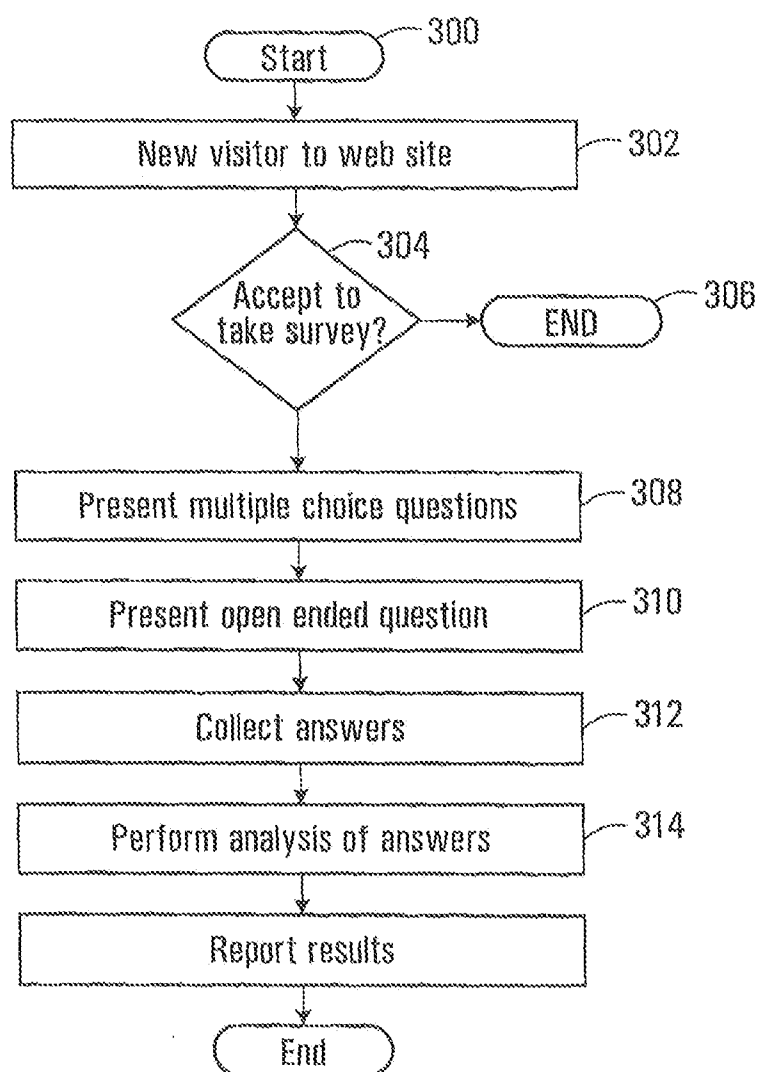 300
Start
302
New visitor to web site
304
Accept to
take survey?
306
END
308
Present multiple choice questions
310
Present open ended question
312
Collect answers
314
Perform analysis of answers
Report results
End